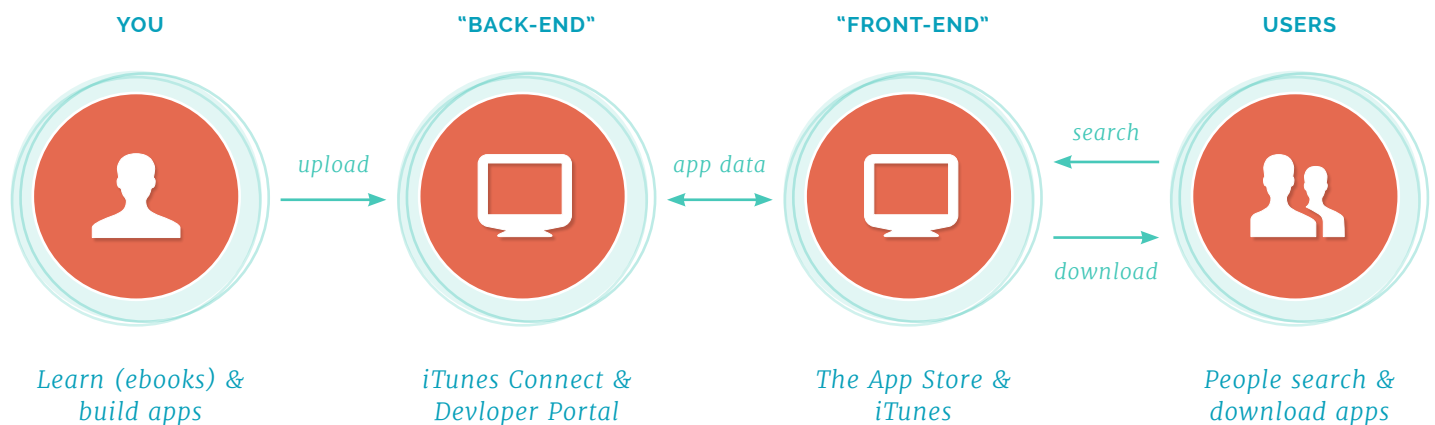 YOU
“BACK-END”
“FRONT-END”
USERS
upload
app data
search
download
Learn (ebooks) &
build apps
iTunes Connect &
Devloper Portal
The App Store &
iTunes
People search &
download apps